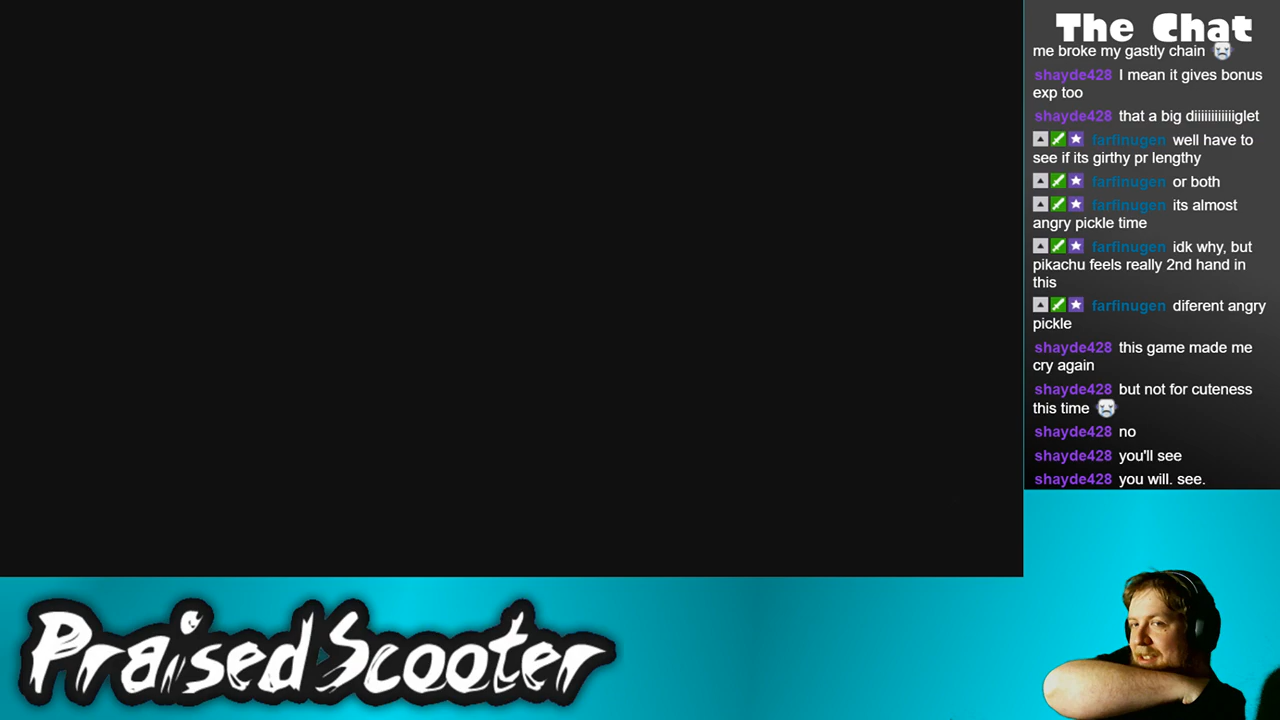 The Chat
me broke my gastly chain
shayde428 I mean it gives bonus
exp too
shayde428 that a big diiiiiiiiiiiiglet
farfinugen well have to
see if its girthy pr lengthy
farfinugen or both
farfinugen its almost
angry pickle time
farfinugen idk why, but
pikachu feels really 2nd hand in
this
farfinugen diferent angry
pickle
shayde428 this game made me
cry again
shayde428 but not for cuteness
this time
shayde428 no
shayde428 you'll see
shayde428 you will. see.
PraisedScooter